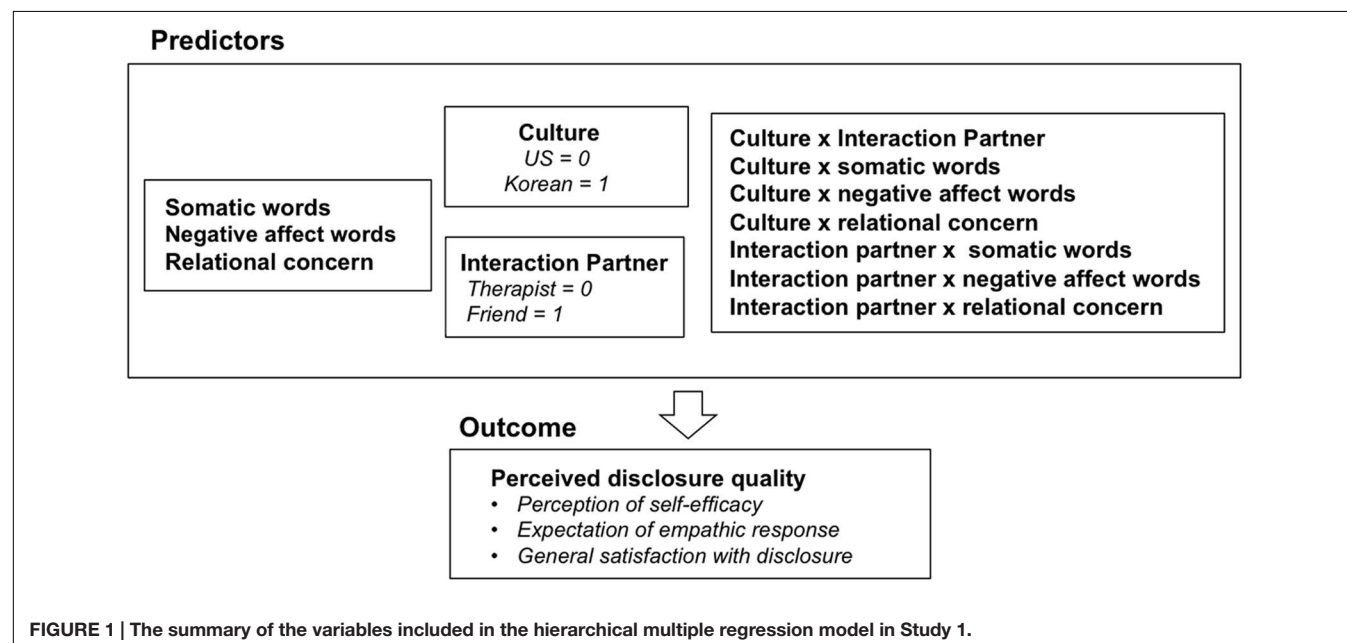 Predictors
Somatic words
Negative affect words
Relational concern
Culture
US = 0
Korean = 1
Interaction Partner
Therapist = 0
Friend = 1
Culture x Interaction Partner
Culture x somatic words
Culture x negative affect words
Culture x relational concern
Interaction partner x somatic words
Interaction partner x negative affect words
Interaction partner x relational concern
Outcome
Perceived disclosure quality
• Perception of self-efficacy
• Expectation of empathic response
• General satisfaction with disclosure
FIGURE 1 | The summary of the variables included in the hierarchical multiple regression model in Study 1.